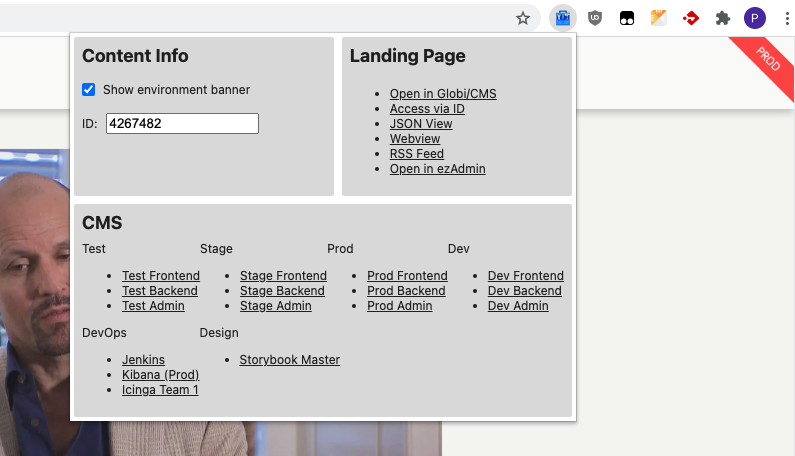 UD
P
PROD
Content Info
Show environment banner
ID: 4267482
Landing Page
Open in Globi/CMS
Access via ID
JSON View
Webview
RSS Feed
Open in ezAdmin
CMS
Test
Test Frontend
Test Backend
Test Admin
Stage
Stage Frontend
Stage Backend
Stage Admin
Prod
Prod Frontend
Prod Backend
Prod Admin
Dev
Dev Frontend
Dev Backend
Dev Admin
DevOps
Jenkins
Kibana (Prod)
Icinga Team 1
Design
Storybook Master